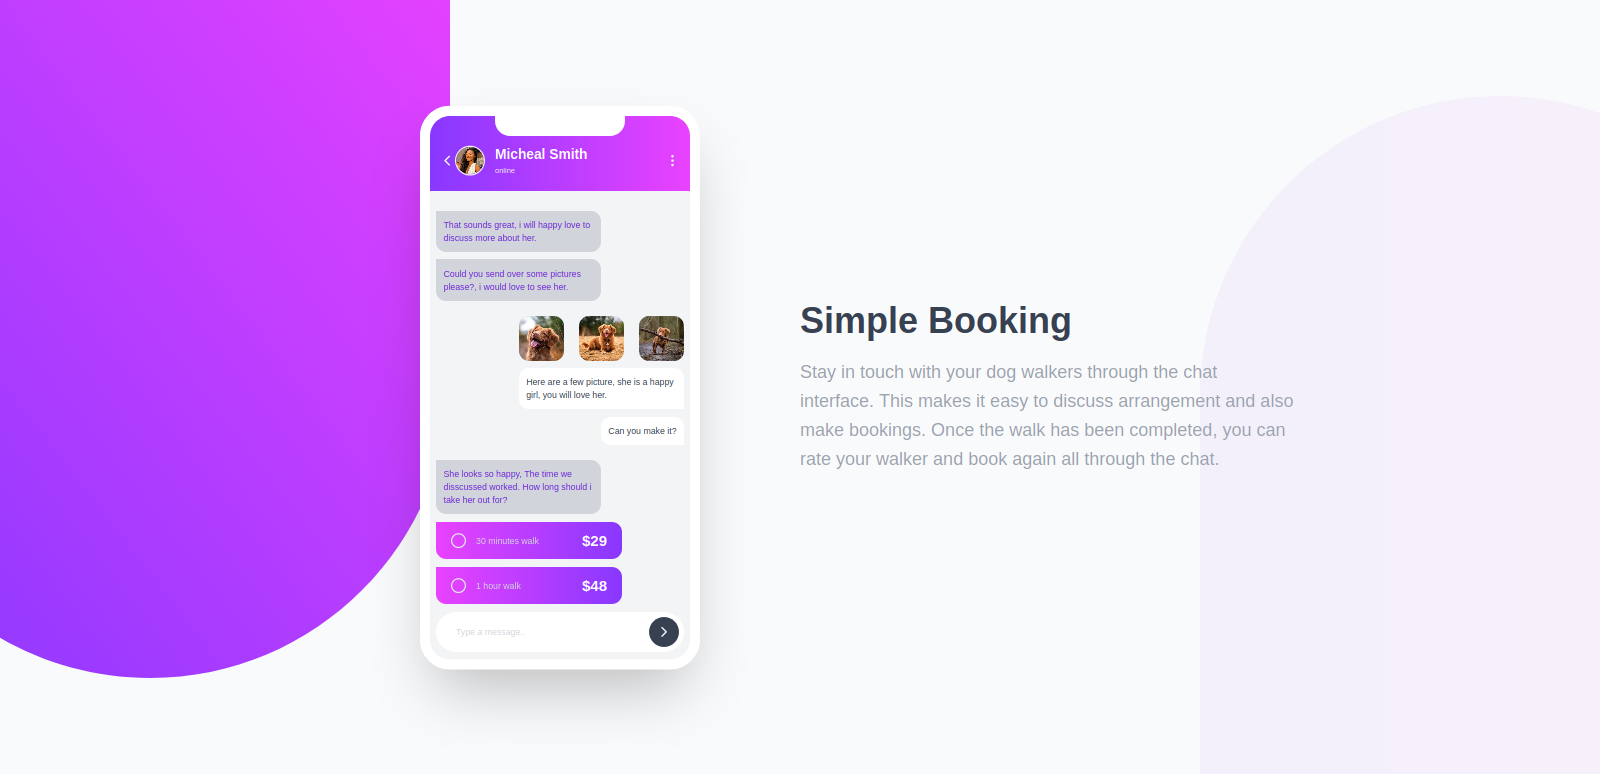 Micheal Smith
online
That sounds great, i will happy love to
discuss more about her.
Could you send over some pictures
please?, i would love to see her.
Here are a few picture, she is a happy
girl, you will love her.
Can you make it?
She looks so happy, The time we
disscussed worked. How long should i
take her out for?
30 minutes walk
$29
1 hour walk
$48
Type a message..
Simple Booking
Stay in touch with your dog walkers through the chat
interface. This makes it easy to discuss arrangement and also
make bookings. Once the walk has been completed, you can
rate your walker and book again all through the chat.